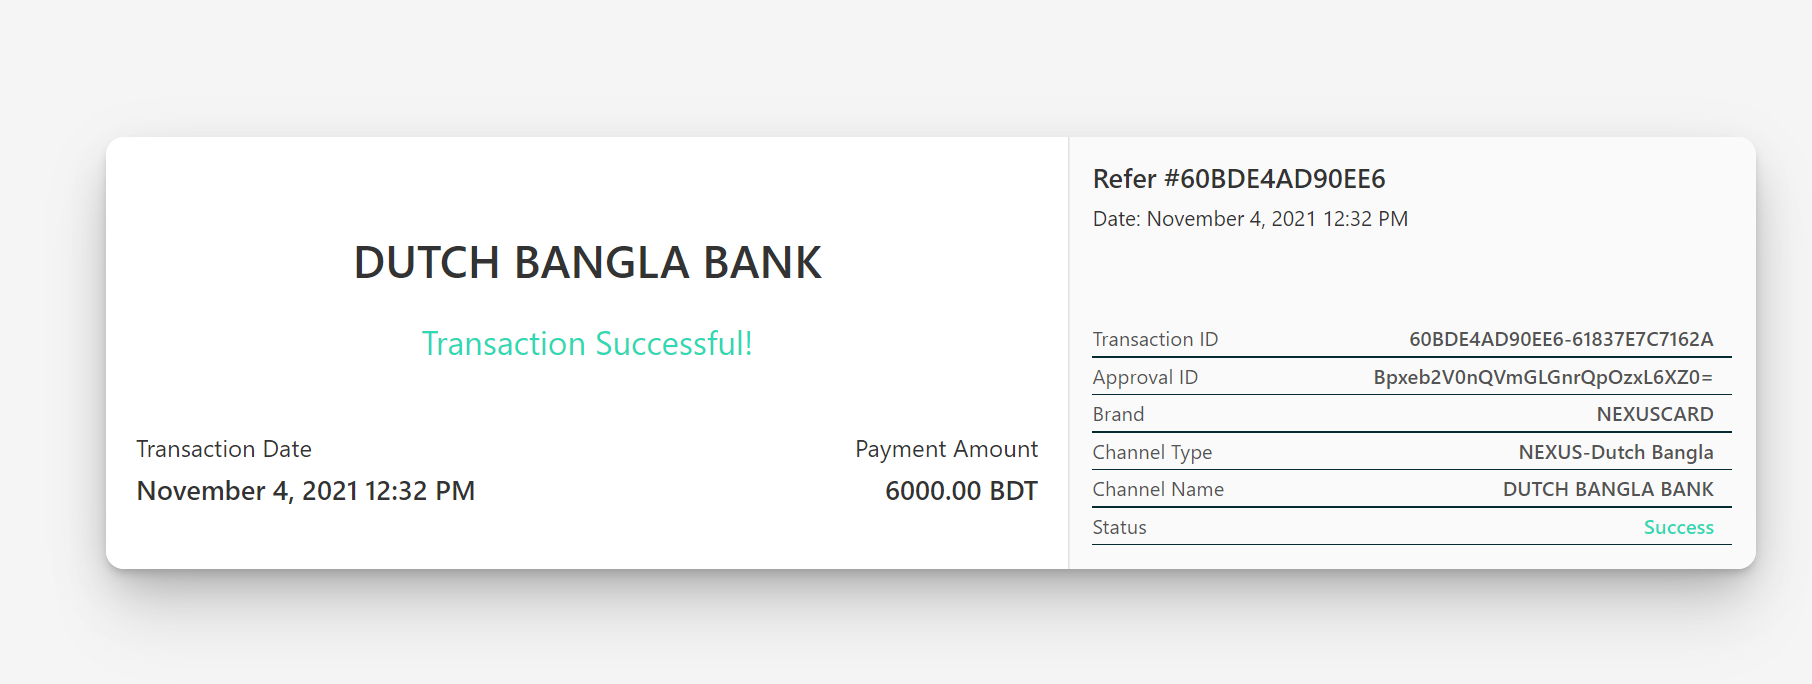 DUTCH BANGLA BANK
Transaction Successful!
Transaction Date
November 4, 2021 12:32 PM
Payment Amount
6000.00 BDT
Refer #60BDE4AD90EE6
Date: November 4, 2021 12:32 PM
Transaction ID 60BDE4AD90EE6-61837E7C7162A
Approval ID Bpxeb2V0nQVmGLGnrQpOzxL6XZ0=
Brand NEXUSCARD
Channel Type NEXUS-Dutch Bangla
Channel Name DUTCH BANGLA BANK
Status Success